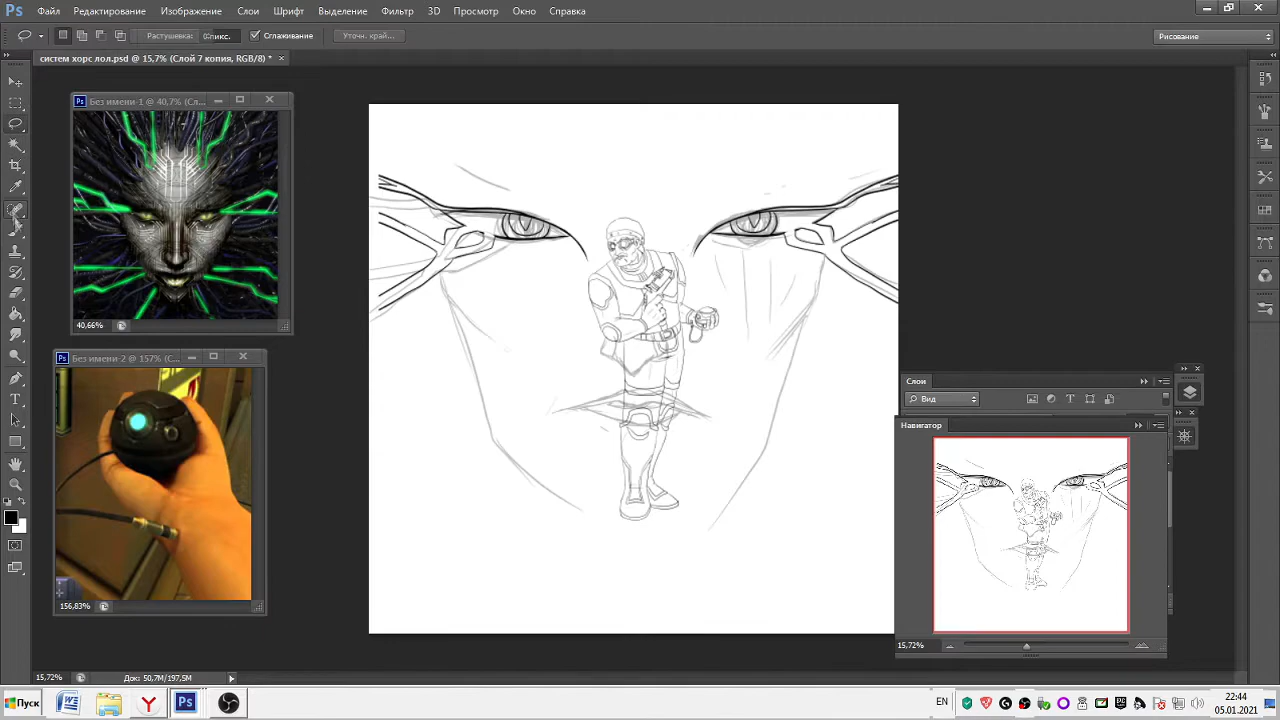 Ps Файл Редактирование Изображение Слои Шрифт Выделение Фильтр 3D Просмотр Окно Справка
Растушевка: 0 пикс. Сглаживание Уточн. край... Рисование
систем хорс лол.psd @ 15,7% (Слой 7 копия, RGB/8) *
Ps Без имени-1 @ 40,7% (Сл...
40,66%
Ps Без имени-2 @ 157% (С...
156,83%
Слои
Вид
Навигатор
15,72%
15,72% Док: 50,7M/197,5M
Пуск Ps EN 22:44
05.01.2021